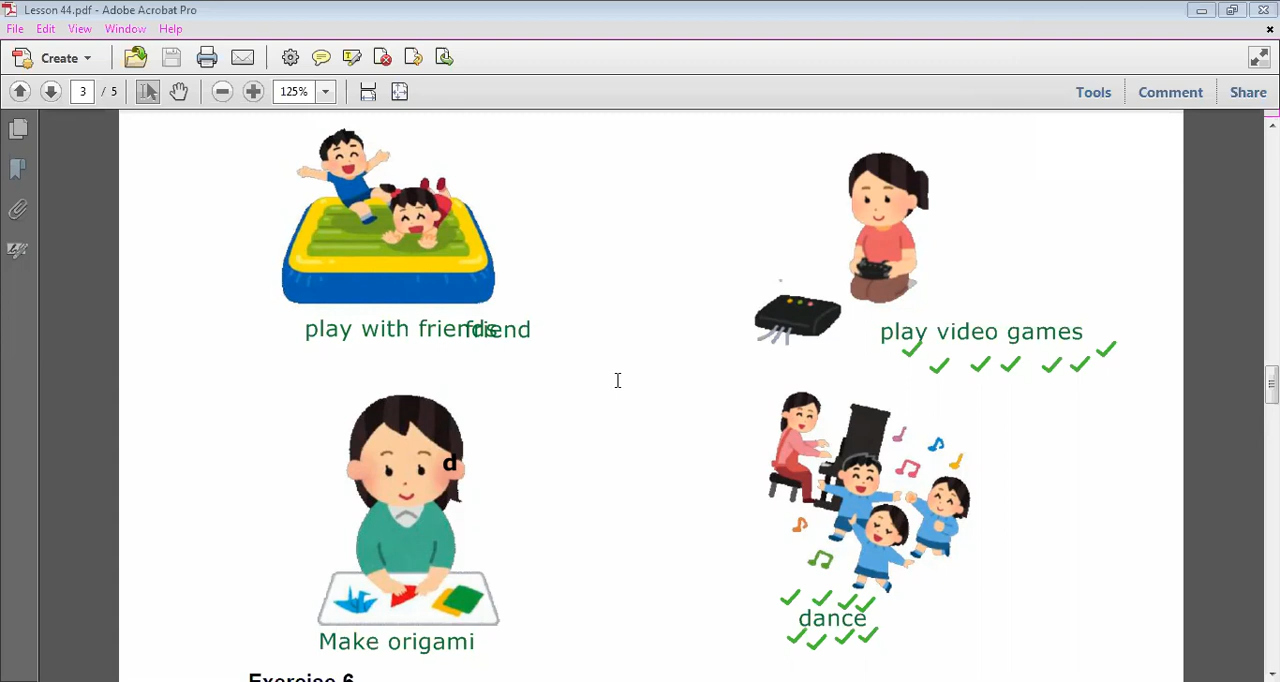 Lesson 44.pdf - Adobe Acrobat Pro
File Edit View Window Help
Create
3 / 5 125% Tools Comment Share
play with friends friend
play video games
d
Make origami
dance
Exercise 6